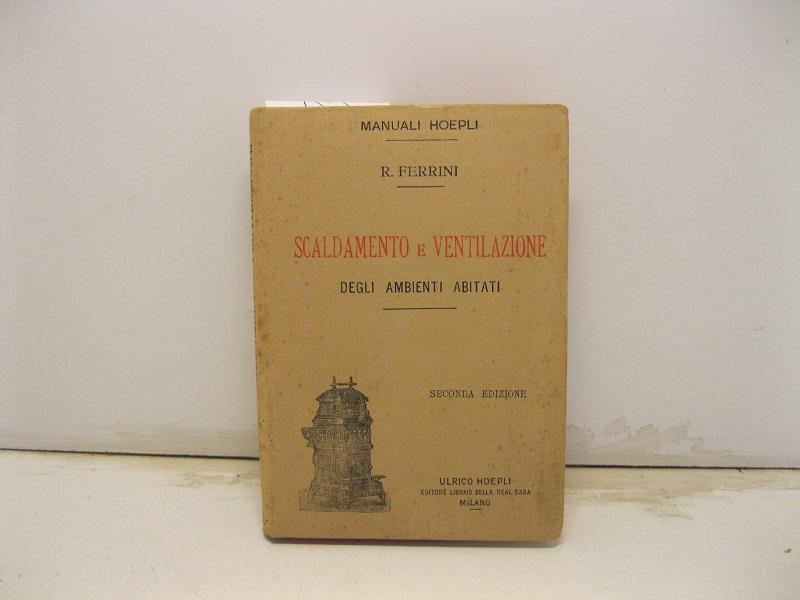 MANUALI HOEPLI
R. FERRINI
SCALDAMENTO E VENTILAZIONE
DEGLI AMBIENTI ABITATI
SECONDA EDIZIONE
ULRICO HOEPLI
EDITORE LIBRAIO DELLA REAL CASA
MILANO